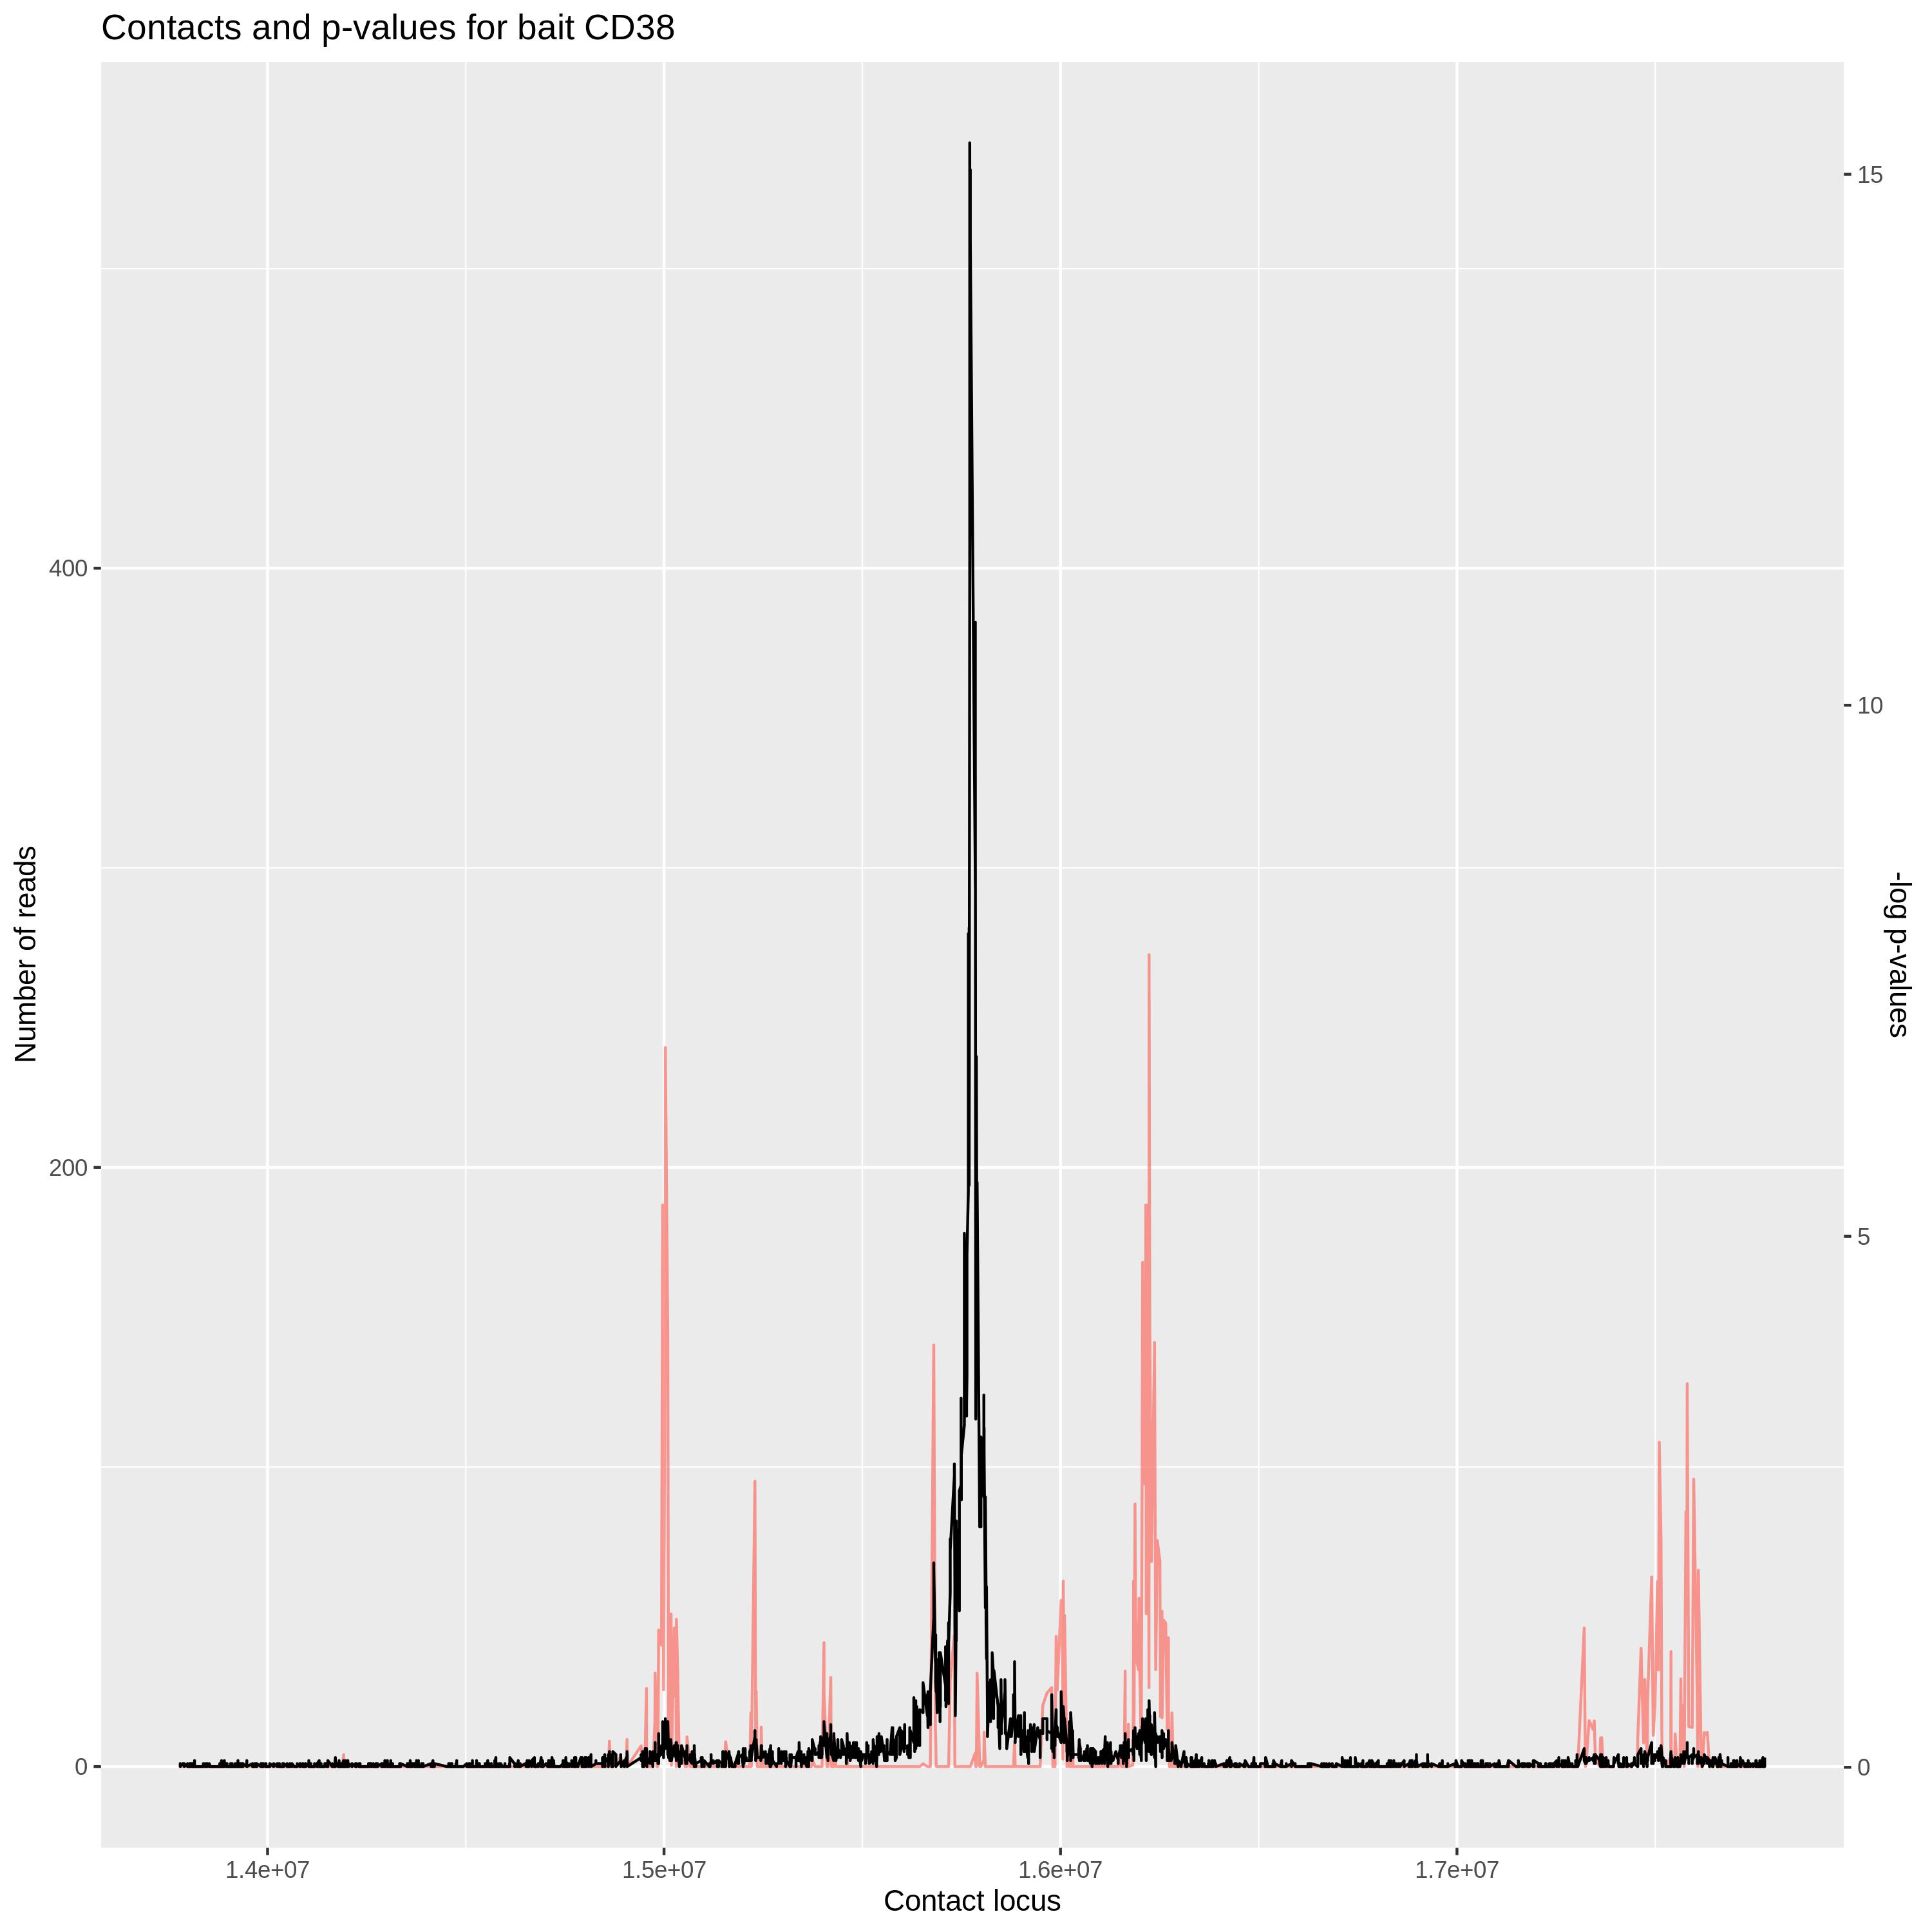 Contacts and p-values for bait CD38
Number of reads
400
200
0
15
10
5
0
-log p-values
1.4e+07
1.5e+07
1.6e+07
1.7e+07
Contact locus